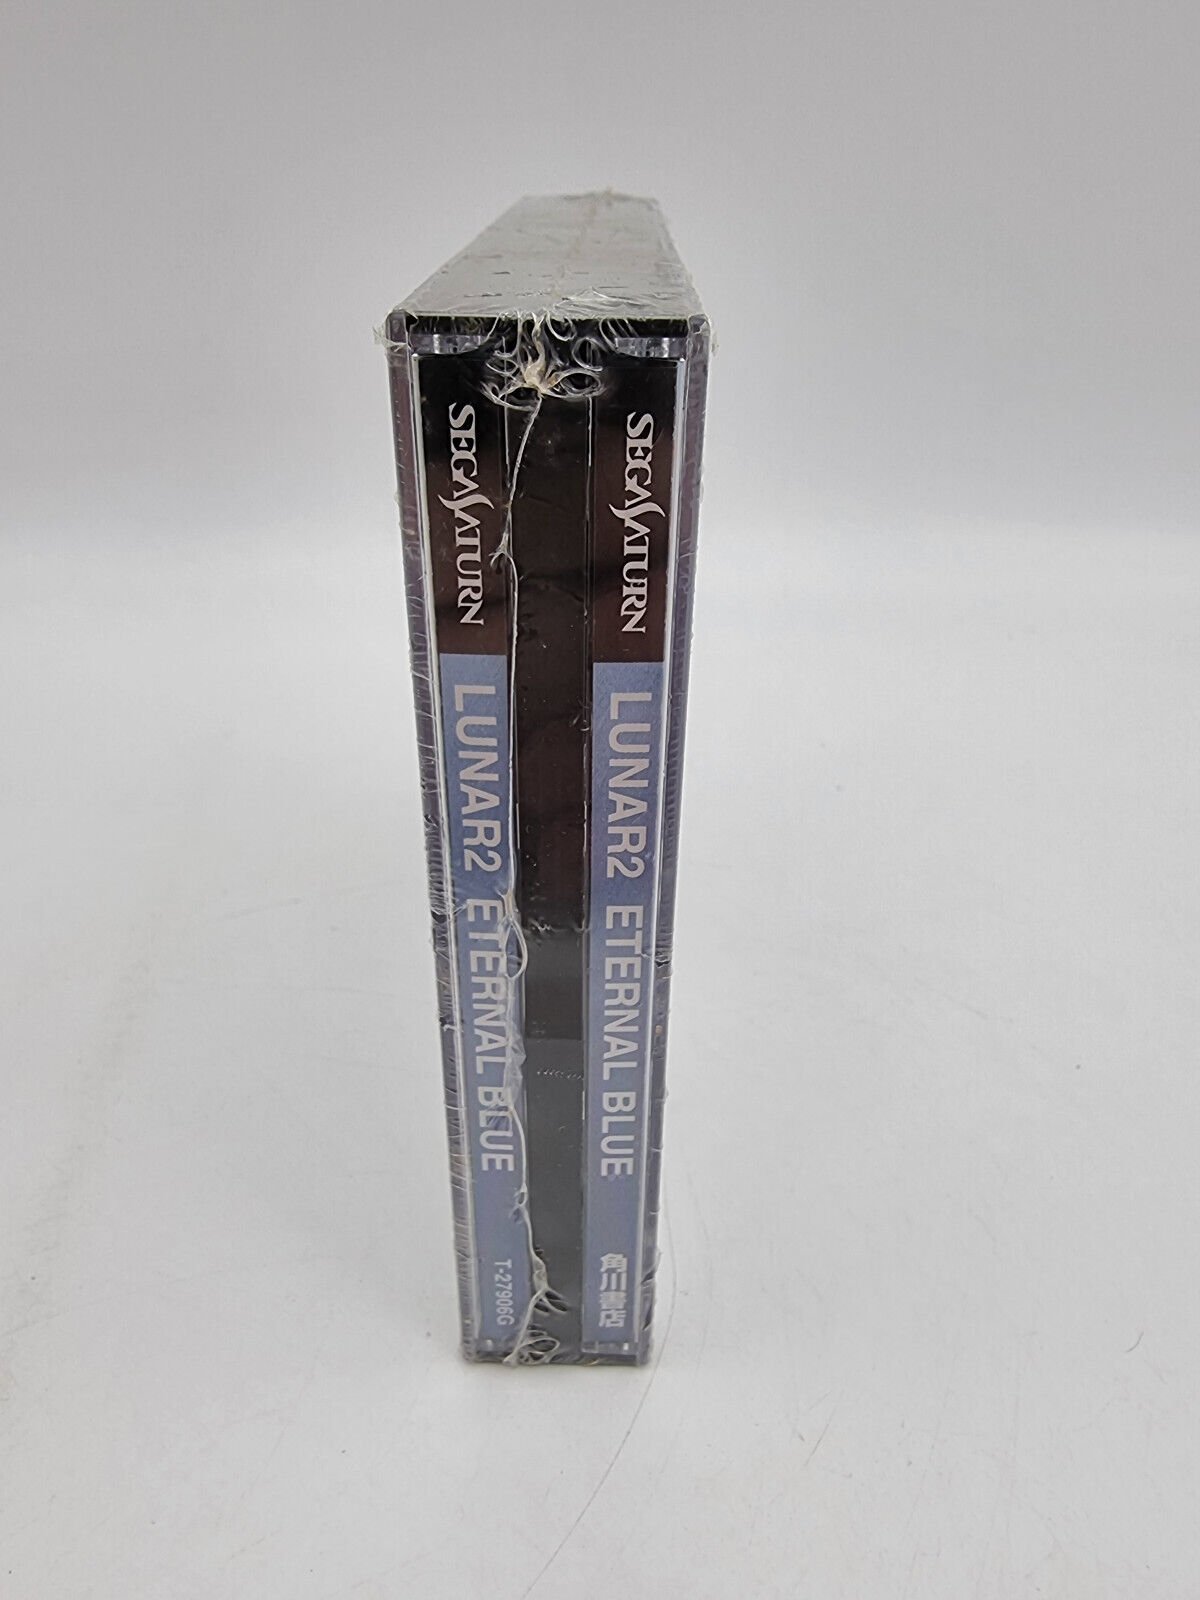 SEGA SATURN
LUNAR2 ETERNAL BLUE
T-27906G
SEGA SATURN
LUNAR2 ETERNAL BLUE
角川書店